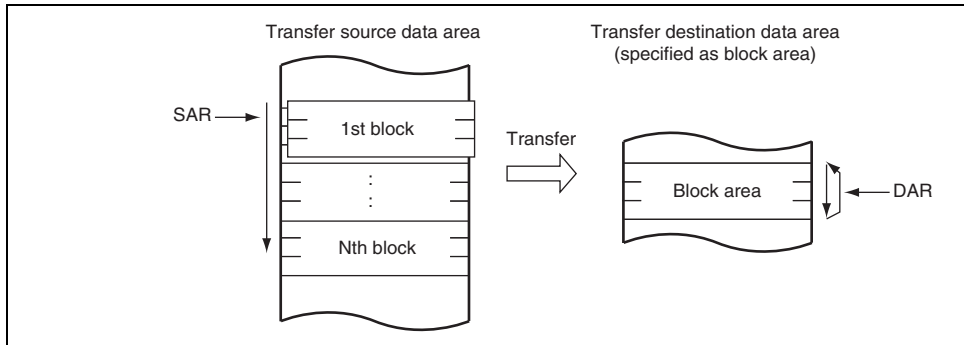 Transfer source data area
Transfer destination data area
(specified as block area)
SAR
1st block
Transfer
⋮
Nth block
Block area
DAR